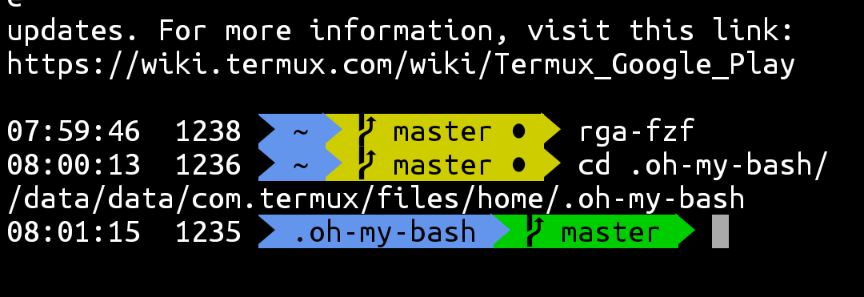 updates. For more information, visit this link:
https://wiki.termux.com/wiki/Termux_Google_Play
07:59:46  1238  ~  master ● rga-fzf
08:00:13  1236  ~  master ● cd .oh-my-bash/
/data/data/com.termux/files/home/.oh-my-bash
08:01:15  1235  .oh-my-bash  master